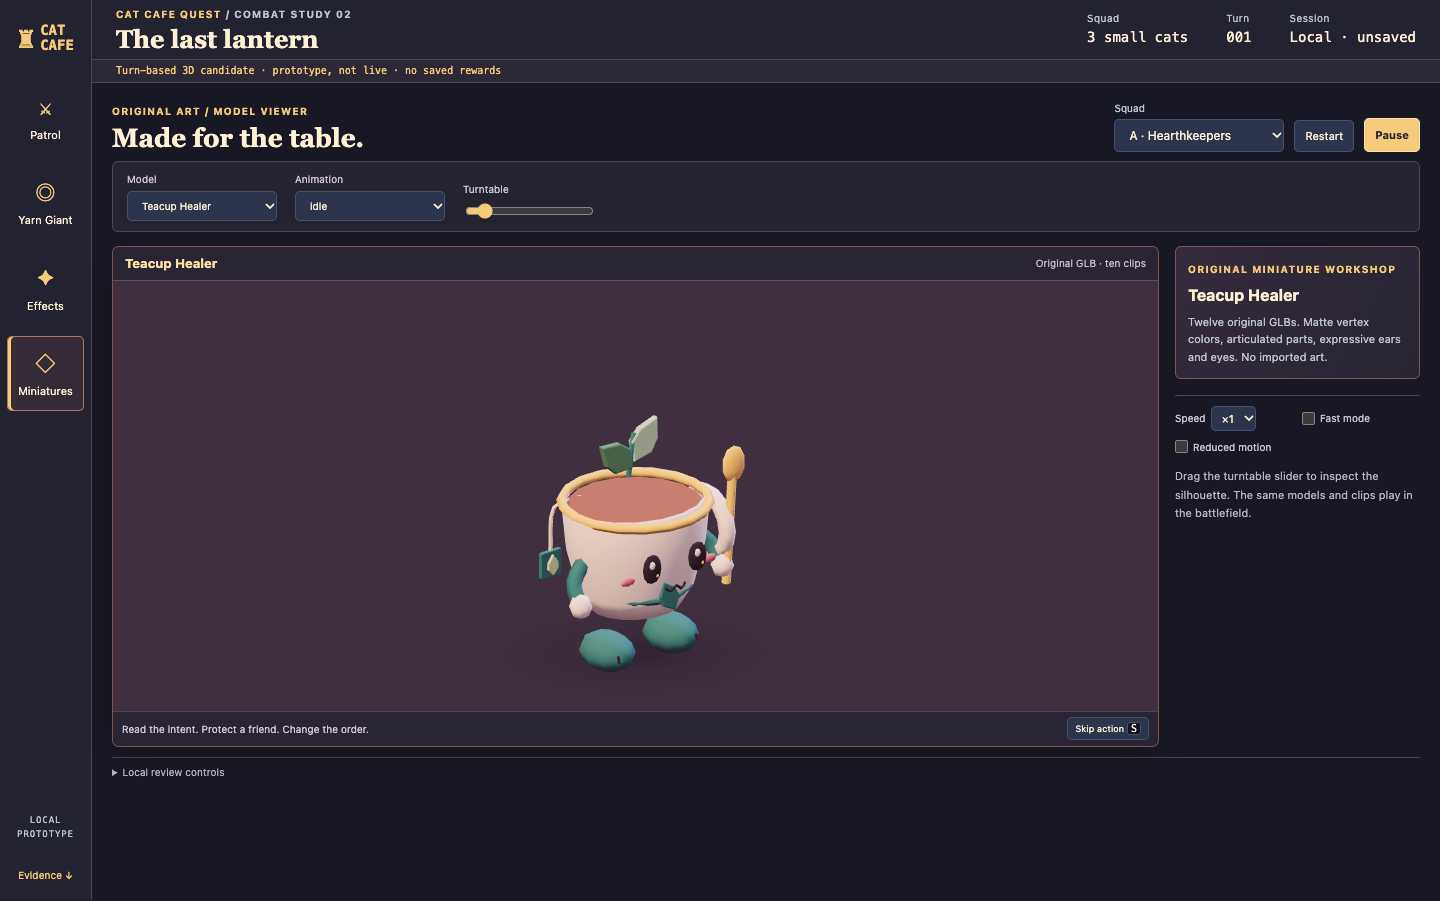 CAT
CAFE
CAT CAFE QUEST / COMBAT STUDY 02
The last lantern
Squad
3 small cats
Turn
001
Session
Local · unsaved
Turn-based 3D candidate · prototype, not live · no saved rewards
Patrol
Yarn Giant
Effects
Miniatures
LOCAL
PROTOTYPE
Evidence ↓
ORIGINAL ART / MODEL VIEWER
Made for the table.
Squad
A · Hearthkeepers
Restart
Pause
Model
Teacup Healer
Animation
idle
Turntable
Teacup Healer
Original GLB · ten clips
Read the intent. Protect a friend. Change the order.
Skip action S
ORIGINAL MINIATURE WORKSHOP
Teacup Healer
Twelve original GLBs. Matte vertex
colors, articulated parts, expressive ears
and eyes. No imported art.
Speed
×1
Fast mode
Reduced motion
Drag the turntable slider to inspect the
silhouette. The same models and clips play in
the battlefield.
Local review controls